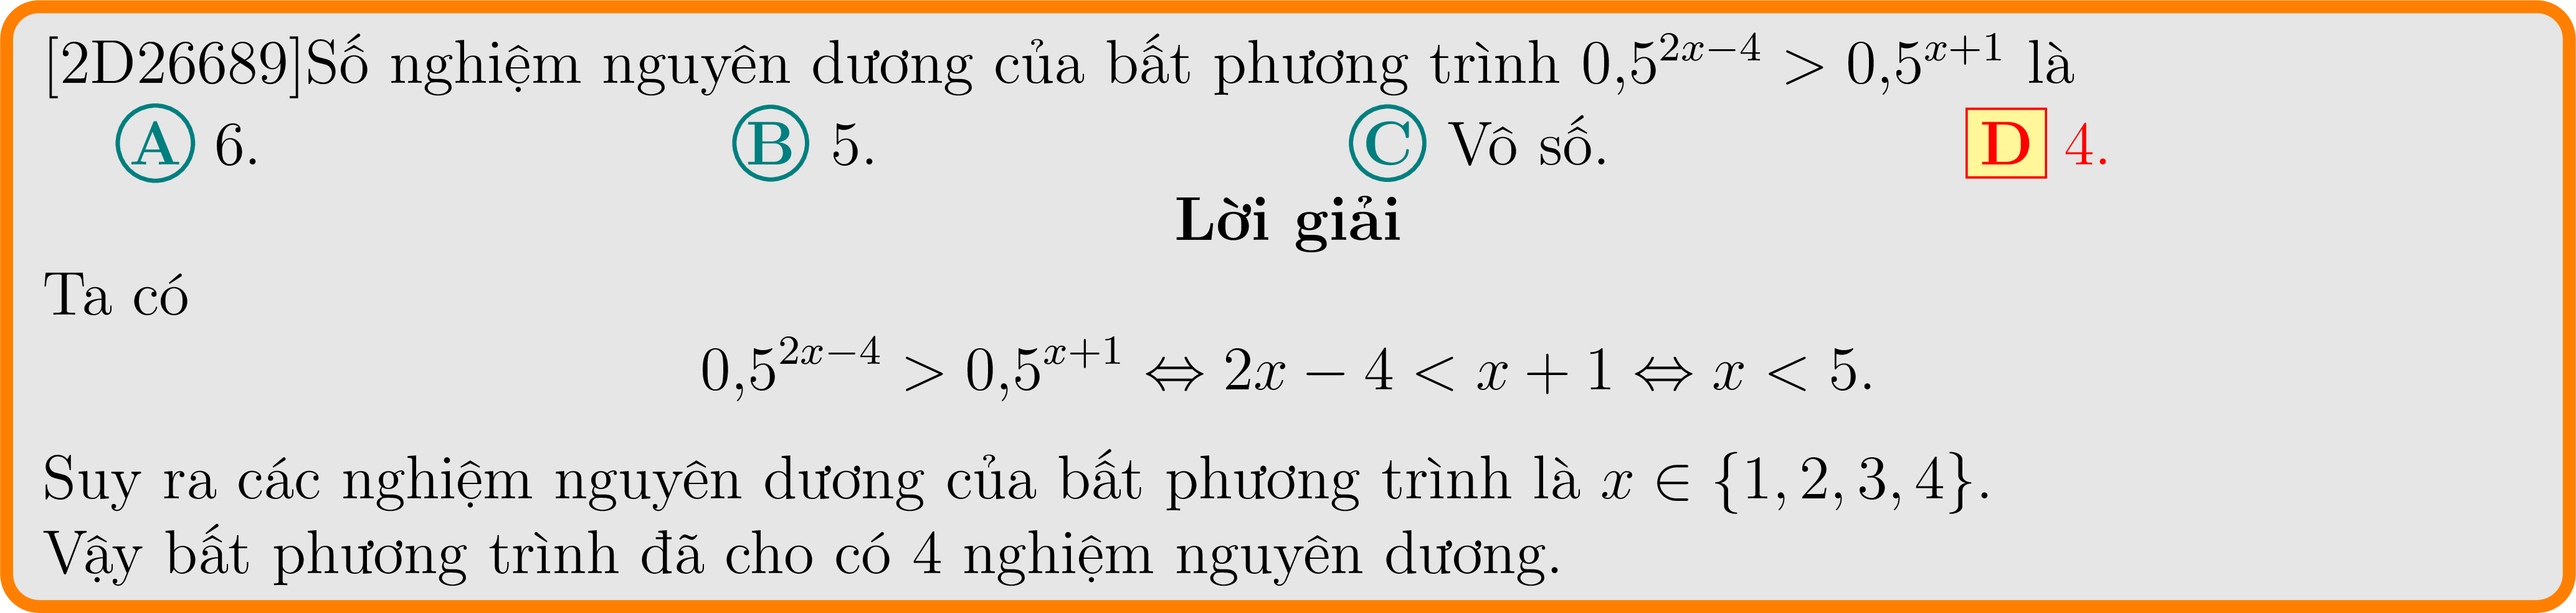 [2D26689]Số nghiệm nguyên dương của bất phương trình $0{,}5^{2x-4} > 0{,}5^{x+1}$ là
A 6. B 5. C Vô số. D 4.
Lời giải
Ta có
$0{,}5^{2x-4} > 0{,}5^{x+1} \Leftrightarrow 2x - 4 < x + 1 \Leftrightarrow x < 5.$
Suy ra các nghiệm nguyên dương của bất phương trình là $x \in \{1, 2, 3, 4\}$.
Vậy bất phương trình đã cho có 4 nghiệm nguyên dương.